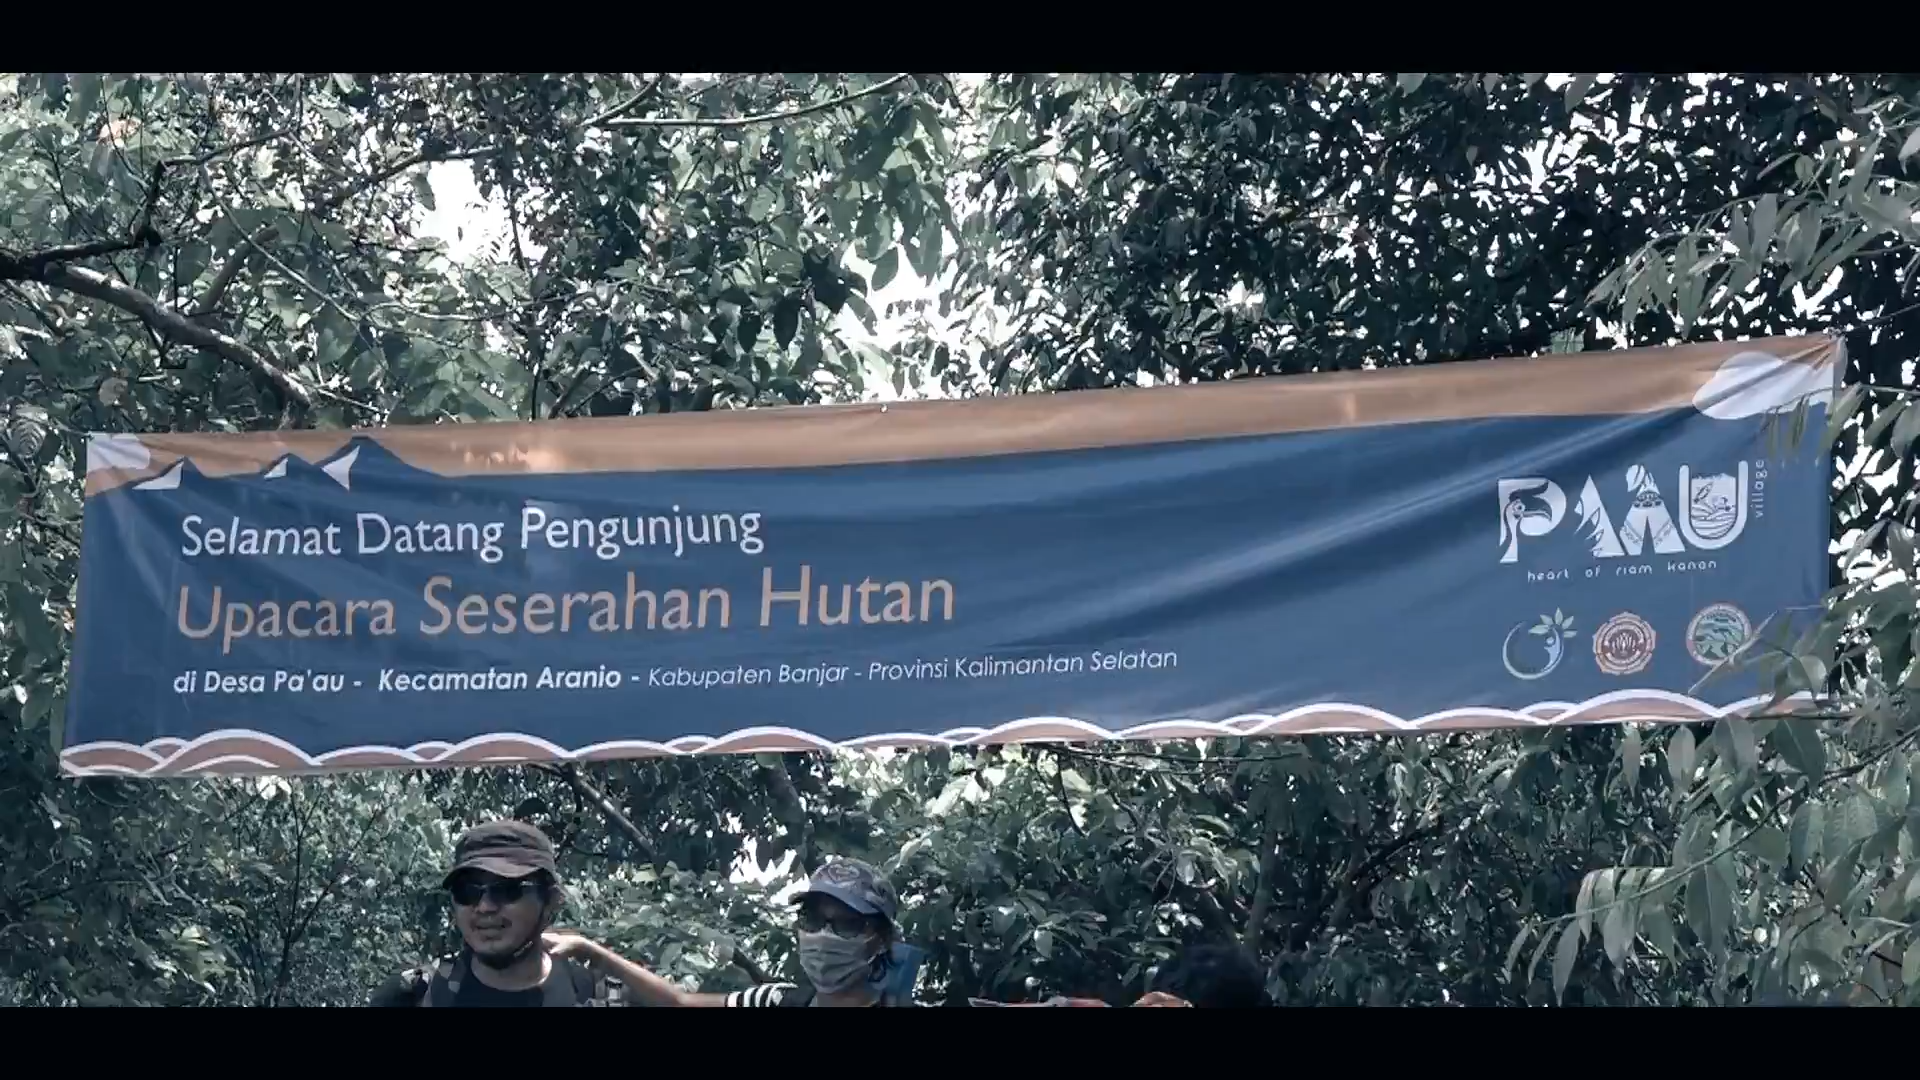 Selamat Datang Pengunjung
Upacara Seserahan Hutan
di Desa Pa'au - Kecamatan Aranio - Kabupaten Banjar - Provinsi Kalimantan Selatan
PAAU
village
heart of riam kanan